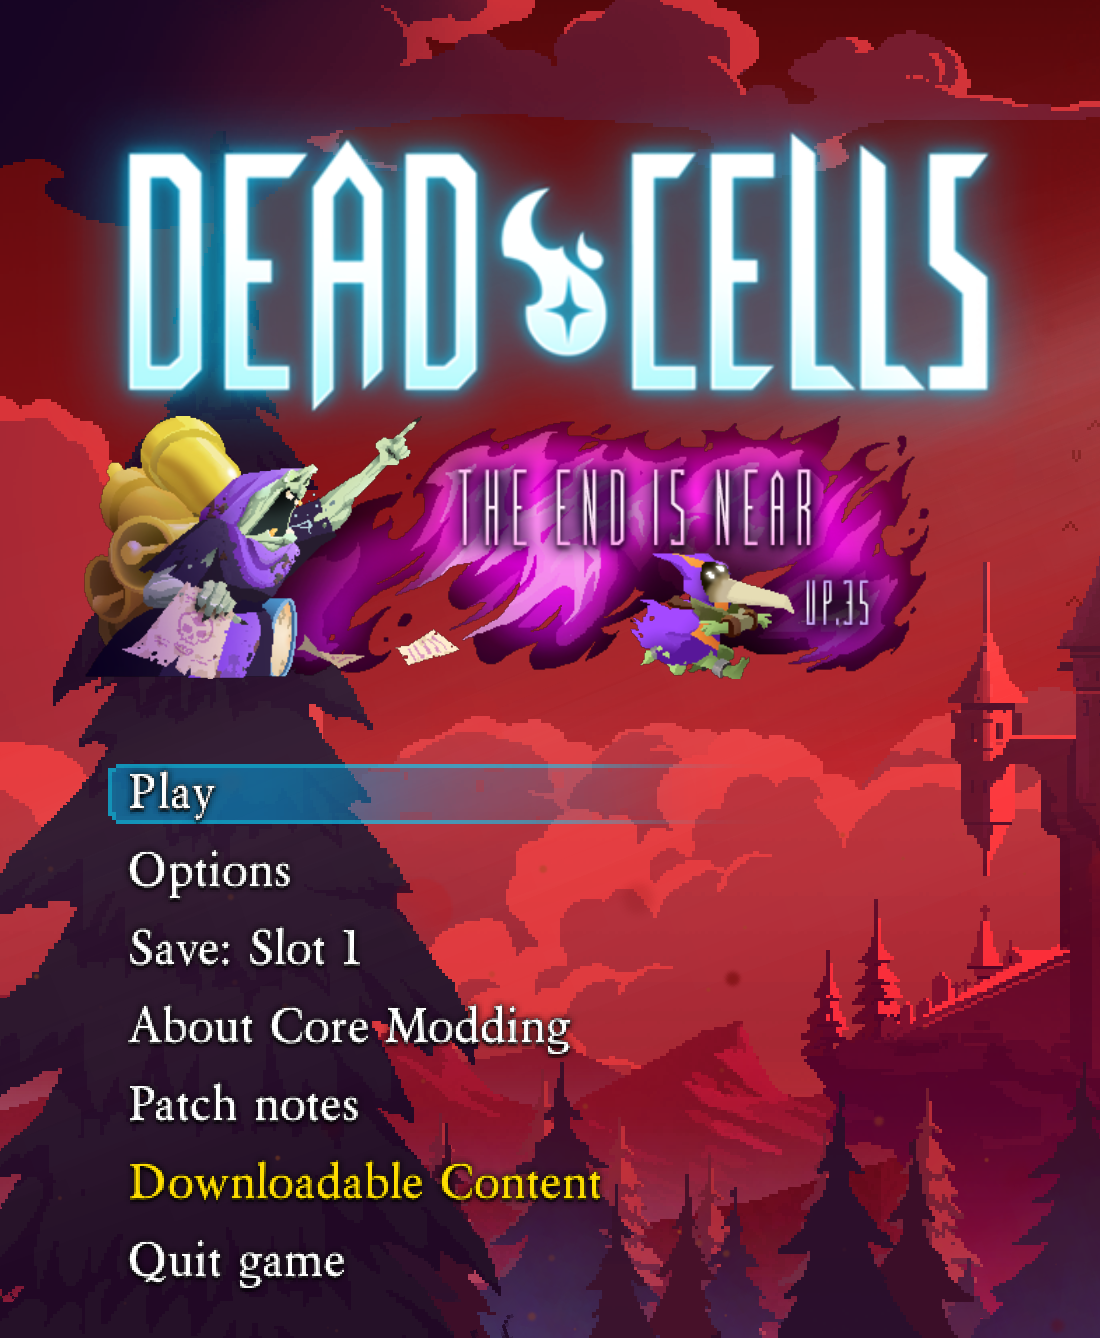 DEAD CELLS
THE END IS NEAR
UP.35
Play
Options
Save: Slot 1
About Core Modding
Patch notes
Downloadable Content
Quit game